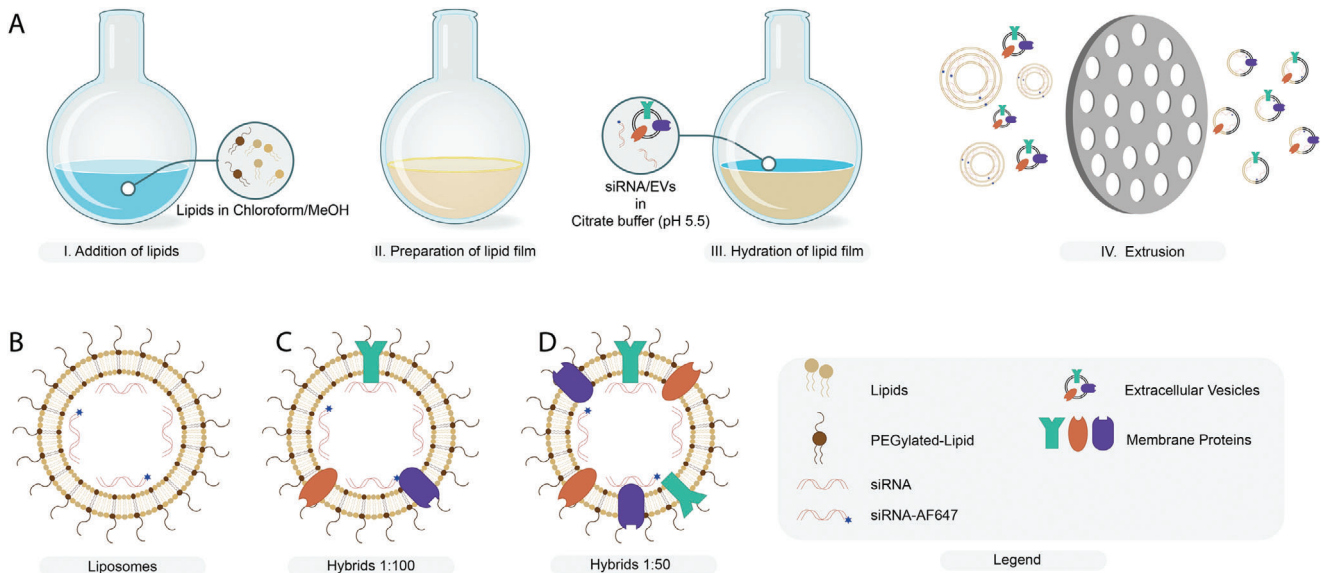 A
Lipids in Chloroform/MeOH
siRNA/EVs
in
Citrate buffer (pH 5.5)
I. Addition of lipids
II. Preparation of lipid film
III. Hydration of lipid film
IV. Extrusion
B
C
D
Lipids
Extracellular Vesicles
PEGylated-Lipid
Membrane Proteins
siRNA
siRNA-AF647
Liposomes
Hybrids 1:100
Hybrids 1:50
Legend